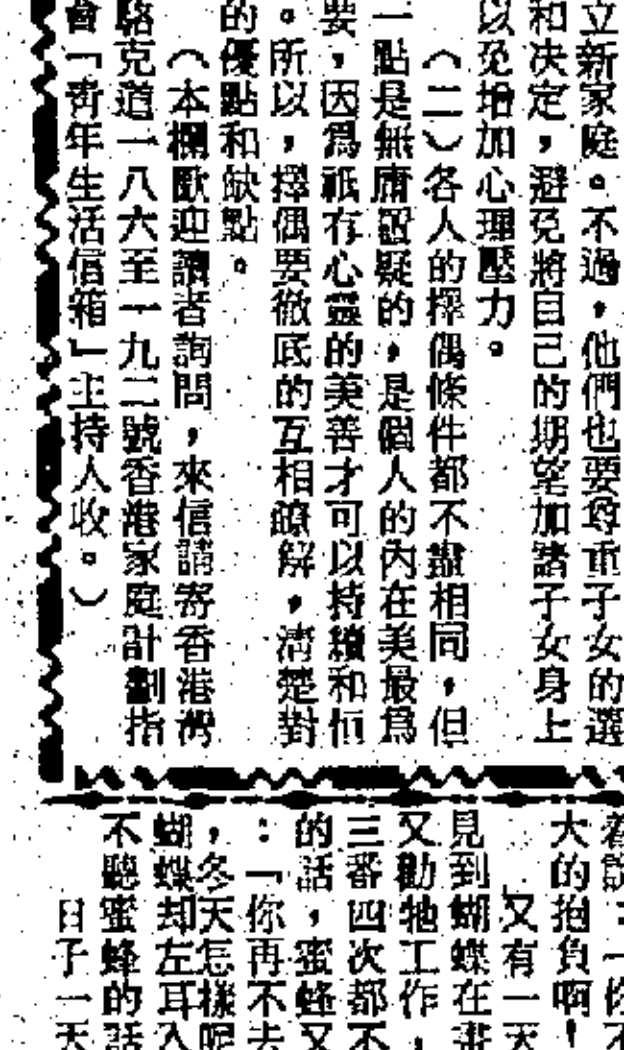 立新家庭。不過，他們也要尊重子女的選
和决定，避免將自己的期望加諸子女身上
以免增加心理壓力。
（二）各人的擇偶條件都不盡相同，但
一點是無庸置疑的，是個人的內在美最爲
要，因爲祇有心靈的美善才可以持續和恒
。所以，擇偶要徹底的互相瞭解，清楚對
的優點和缺點。
（本欄歡迎讀者詢問，來信請寄香港灣
駱克道一八六至一九二號香港家庭計劃指
會「靑年生活信箱」主持人收。）
着說：「你不
大的抱負啊！
又有一天
見到蝴蝶在畫
又勸牠工作，
三番四次都不
的話，蜜蜂又
：「你再不去
，冬天怎樣呢
蝴蝶却左耳入
不聽蜜蜂的話
日子一天